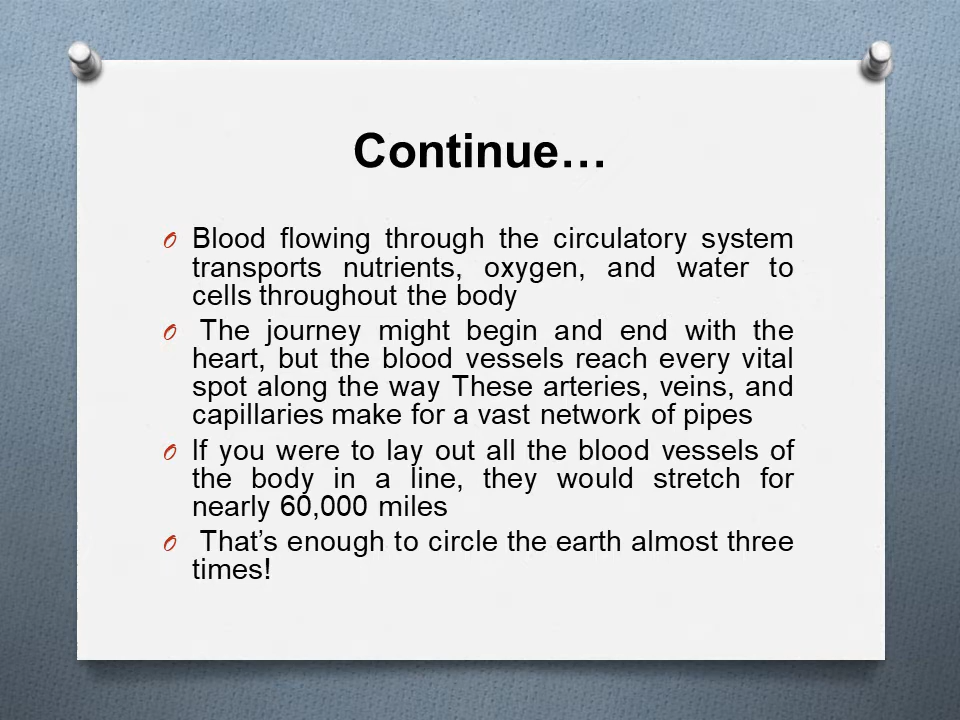 Continue…
O Blood flowing through the circulatory system
transports nutrients, oxygen, and water to
cells throughout the body
O The journey might begin and end with the
heart, but the blood vessels reach every vital
spot along the way These arteries, veins, and
capillaries make for a vast network of pipes
O If you were to lay out all the blood vessels of
the body in a line, they would stretch for
nearly 60,000 miles
O That’s enough to circle the earth almost three
times!